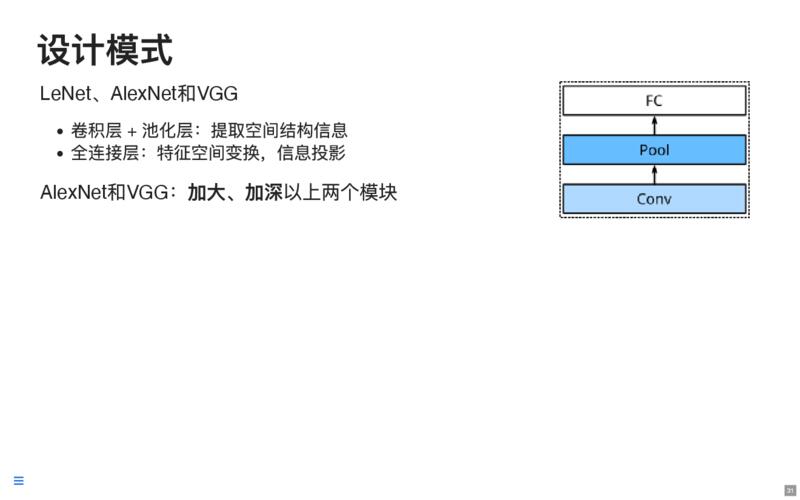 设计模式
LeNet、AlexNet和VGG
• 卷积层 + 池化层：提取空间结构信息
• 全连接层：特征空间变换，信息投影
AlexNet和VGG：加大、加深以上两个模块
FC
Pool
Conv
31